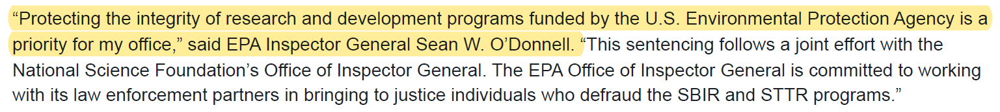 “Protecting the integrity of research and development programs funded by the U.S. Environmental Protection Agency is a
priority for my office,” said EPA Inspector General Sean W. O’Donnell. “This sentencing follows a joint effort with the
National Science Foundation’s Office of Inspector General. The EPA Office of Inspector General is committed to working
with its law enforcement partners in bringing to justice individuals who defraud the SBIR and STTR programs.”